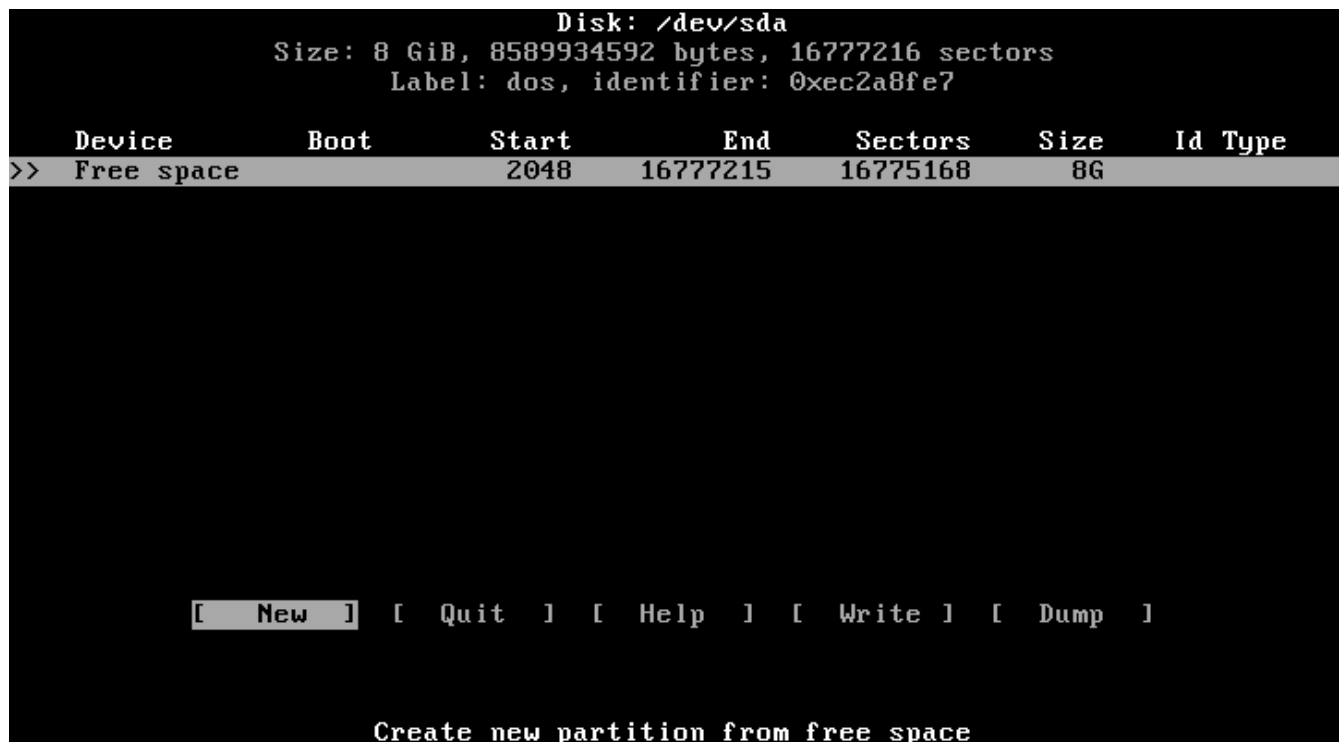 Disk: /dev/sda
Size: 8 GiB, 8589934592 bytes, 16777216 sectors
Label: dos, identifier: 0xec2a8fe7
Device Boot Start End Sectors Size Id Type
>> Free space 2048 16777215 16775168 8G
[ New ] [ Quit ] [ Help ] [ Write ] [ Dump ]
Create new partition from free space